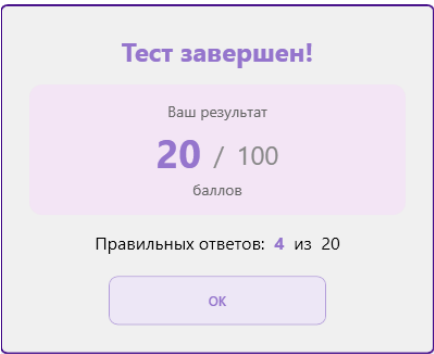 Тест завершен!
Ваш результат
20 / 100
баллов
Правильных ответов: 4 из 20
ОК